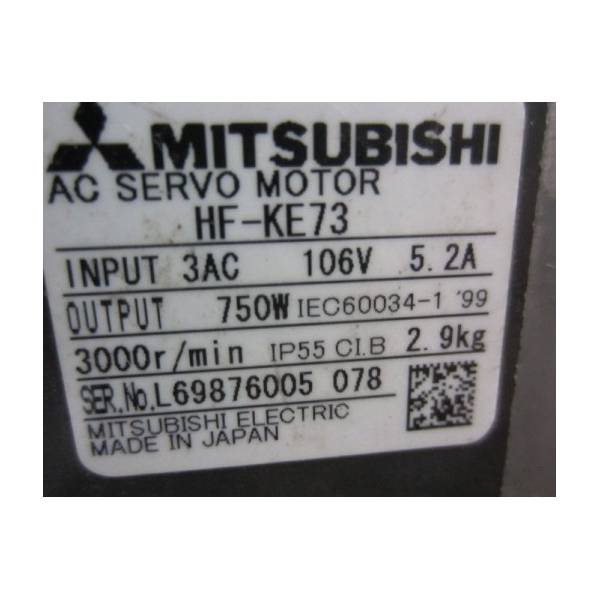 MITSUBISHI
AC SERVO MOTOR
HF-KE73
INPUT 3AC 106V 5.2A
OUTPUT 750W IEC60034-1 '99
3000r/min IP55 CI.B 2.9kg
SER.No.L69876005 078
MITSUBISHI ELECTRIC
MADE IN JAPAN